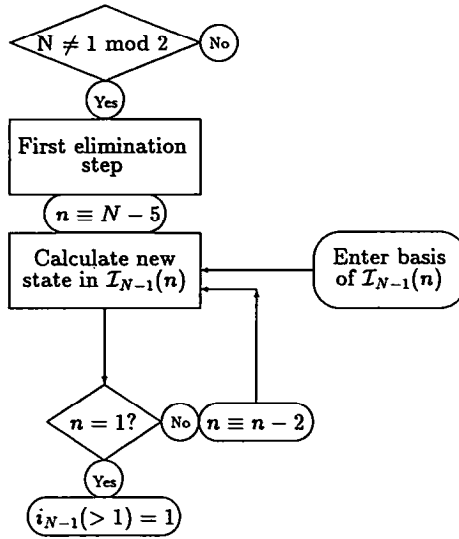 N ≠ 1 mod 2
No
Yes
First elimination
step
n ≡ N − 5
Calculate new
state in 𝓘_{N−1}(n)
Enter basis
of 𝓘_{N−1}(n)
n = 1?
No
n ≡ n − 2
Yes
i_{N−1}(> 1) = 1